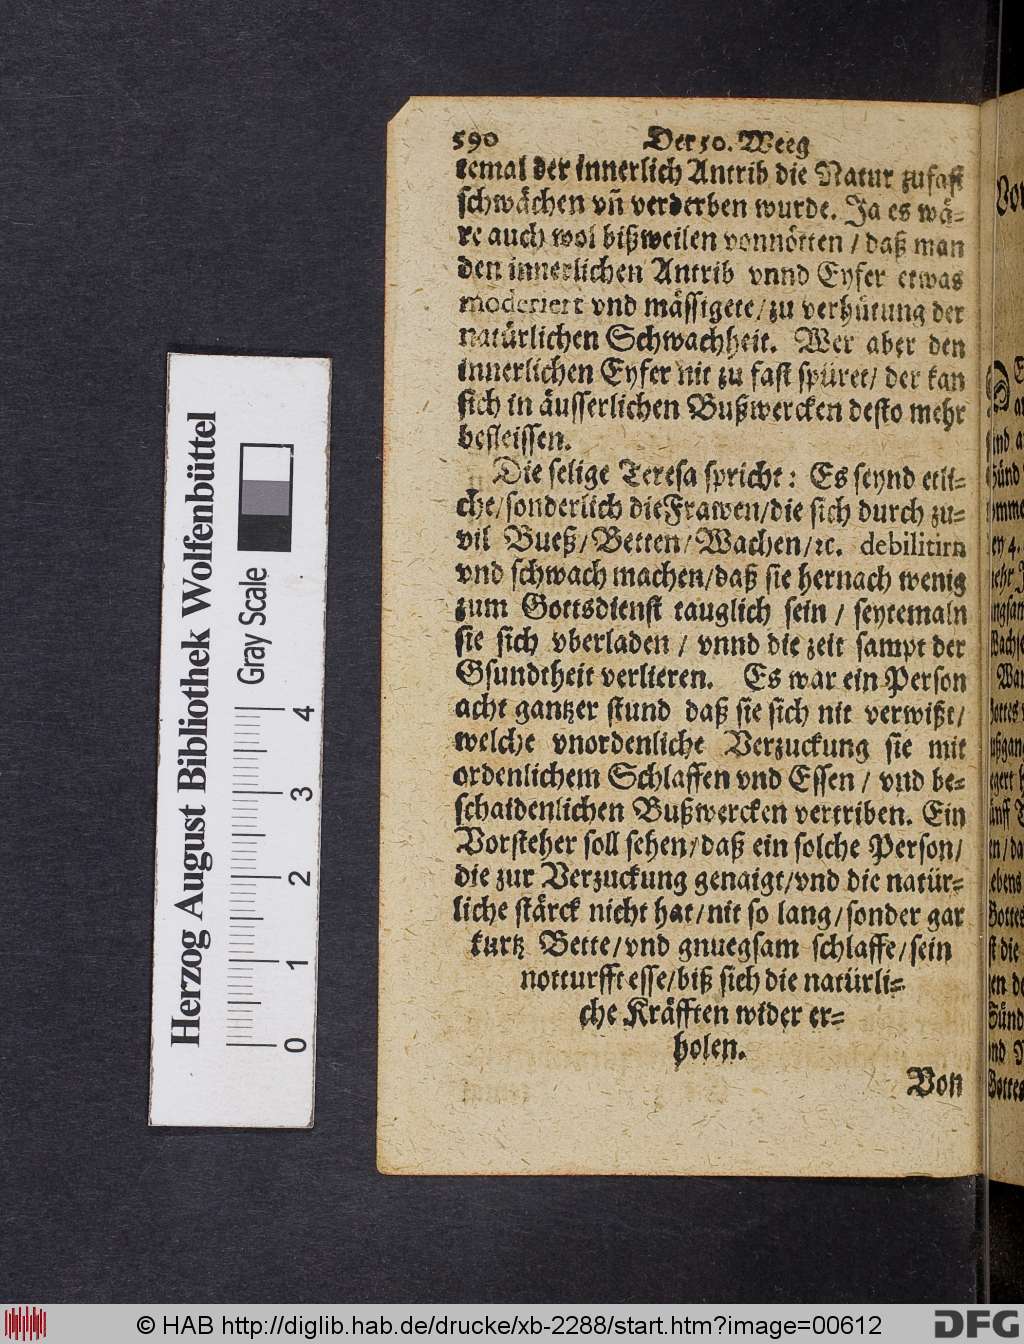 590 Der 50. Weeg
temal der innerlich Antrib die Natur zufast
schwächen vñ verderben wurde. Ja es wä-
re auch wol bißweilen vonnötten / daß man
den innerlichen Antrib vnnd Eyfer etwas
moderiert vnd mässigete/zu verhütung der
natürlichen Schwachheit. Wer aber den
innerlichen Eyfer nit zu fast spüret/ der kan
sich in äusserlichen Bußwercken desto mehr
befleissen.
Die selige Teresa spricht: Es seynd etli-
che/sonderlich die Frawen/die sich durch zu-
vil Bueß/Betten/Wachen/ꝛc. debilitirn
vnd schwach machen/daß sie hernach wenig
zum Gottsdienst tauglich sein / seytemaln
sie sich vberladen / vnnd die zeit sampt der
Gsundtheit verlieren. Es war ein Person
acht gantzer stund daß sie sich nit verwißt/
welche vnordenliche Verzuckung sie mit
ordenlichem Schlaffen vnd Essen / vnd be-
schaidenlichen Bußwercken vertriben. Ein
Vorsteher soll sehen/daß ein solche Person/
die zur Verzuckung genaigt/vnd die natür-
liche stärck nicht hat/nit so lang/sonder gar
kurtz Bette/vnd gnuegsam schlaffe/sein
notturfft esse/biß sich die natürli-
che Kräfften wider er-
holen.
Von
Herzog August Bibliothek Wolfenbüttel
Gray Scale
0 1 2 3 4
© HAB http://diglib.hab.de/drucke/xb-2288/start.htm?image=00612
DFG